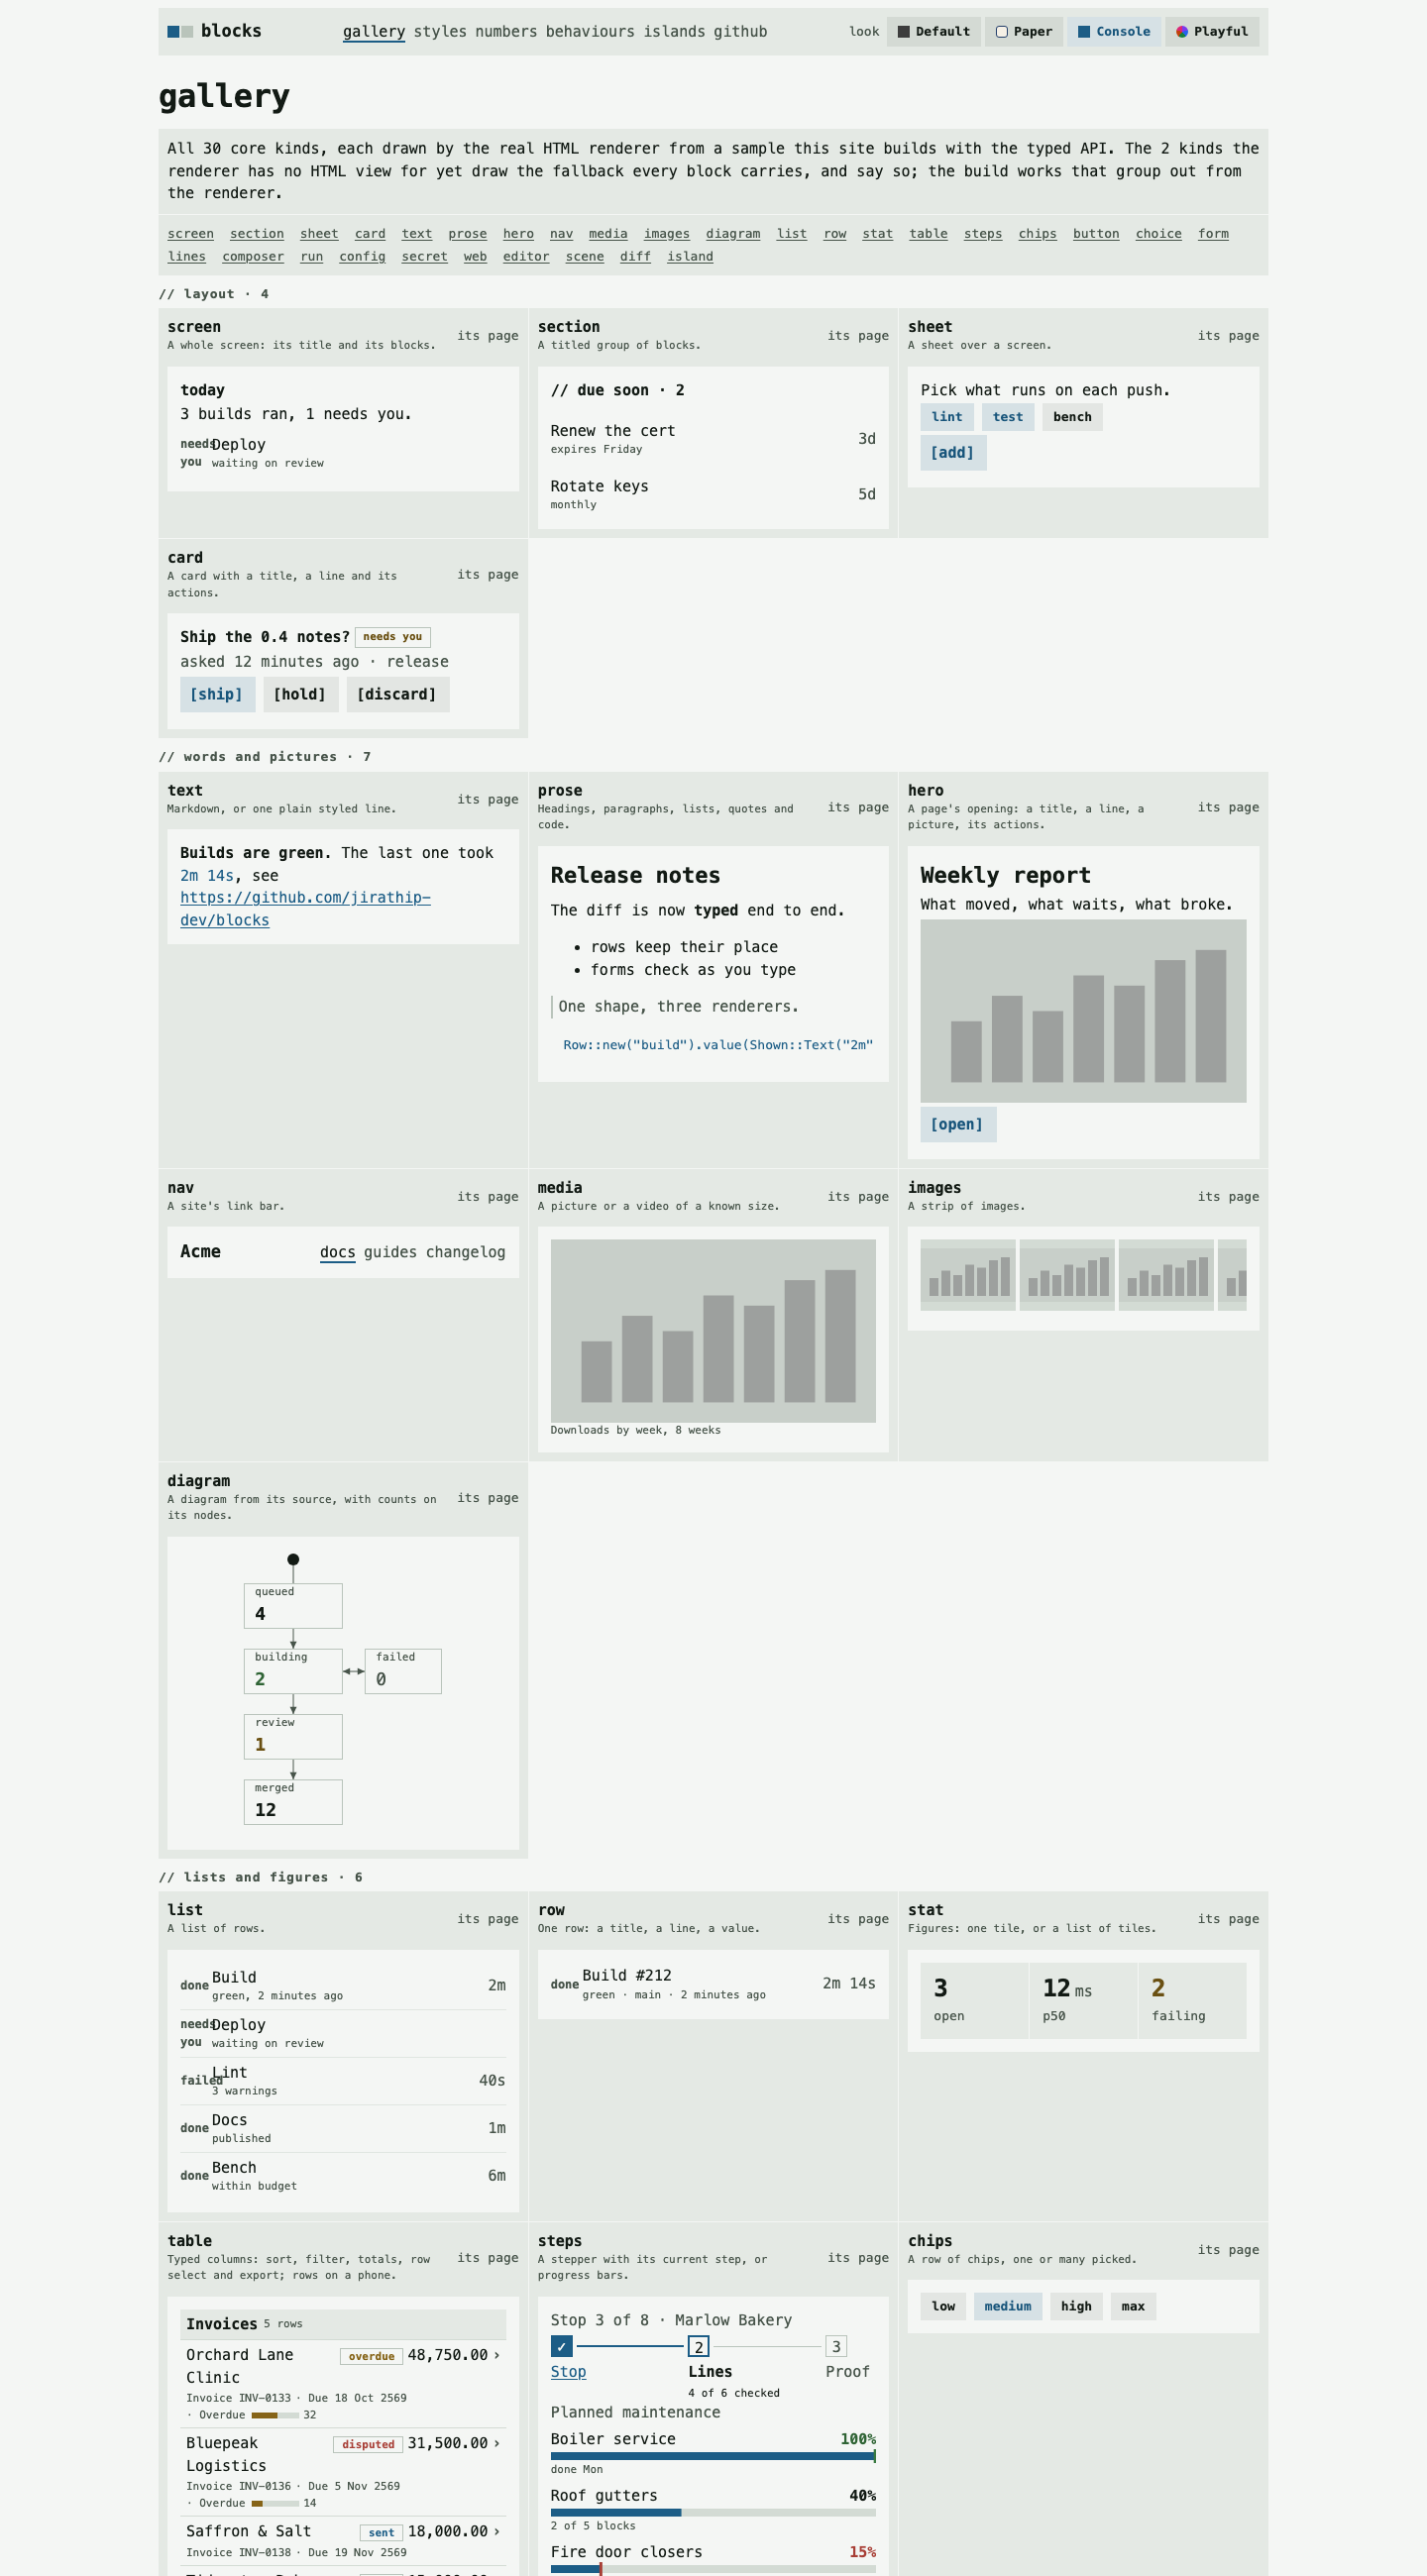 blocks
gallery styles numbers behaviours islands github
look Default Paper Console Playful
gallery
All 30 core kinds, each drawn by the real HTML renderer from a sample this site builds with the typed API. The 2 kinds the
renderer has no HTML view for yet draw the fallback every block carries, and say so; the build works that group out from
the renderer.
screen section sheet card text prose hero nav media images diagram list row stat table steps chips button choice form
lines composer run config secret web editor scene diff island
// layout · 4
screen
A whole screen: its title and its blocks.
its page
today
3 builds ran, 1 needs you.
needs you
Deploy
waiting on review
section
A titled group of blocks.
its page
// due soon · 2
Renew the cert
expires Friday
3d
Rotate keys
monthly
5d
sheet
A sheet over a screen.
its page
Pick what runs on each push.
lint test bench
[add]
card
A card with a title, a line and its
actions.
its page
Ship the 0.4 notes? needs you
asked 12 minutes ago · release
[ship] [hold] [discard]
// words and pictures · 7
text
Markdown, or one plain styled line.
its page
Builds are green. The last one took
2m 14s, see
https://github.com/jirathip-
dev/blocks
prose
Headings, paragraphs, lists, quotes and
code.
its page
Release notes
The diff is now typed end to end.
• rows keep their place
• forms check as you type
One shape, three renderers.
Row::new("build").value(Shown::Text("2m"
hero
A page's opening: a title, a line, a
picture, its actions.
its page
Weekly report
What moved, what waits, what broke.
[open]
nav
A site's link bar.
its page
Acme
docs guides changelog
media
A picture or a video of a known size.
its page
Downloads by week, 8 weeks
images
A strip of images.
its page
diagram
A diagram from its source, with counts on
its nodes.
its page
queued
4
building
2
failed
0
review
1
merged
12
// lists and figures · 6
list
A list of rows.
its page
done
Build
green, 2 minutes ago
2m
needs you
Deploy
waiting on review
failed
Lint
3 warnings
40s
done
Docs
published
1m
done
Bench
within budget
6m
row
One row: a title, a line, a value.
its page
done
Build #212
green · main · 2 minutes ago
2m 14s
stat
Figures: one tile, or a list of tiles.
its page
3
open
12 ms
p50
2
failing
table
Typed columns: sort, filter, totals, row
select and export; rows on a phone.
its page
Invoices 5 rows
Orchard Lane
Clinic
overdue 48,750.00 ›
Invoice INV-0133 · Due 18 Oct 2569
· Overdue 32
Bluepeak
Logistics
disputed 31,500.00 ›
Invoice INV-0136 · Due 5 Nov 2569
· Overdue 14
Saffron & Salt
sent 18,000.00 ›
Invoice INV-0138 · Due 19 Nov 2569
steps
A stepper with its current step, or
progress bars.
its page
Stop 3 of 8 · Marlow Bakery
✓ 2 3
Stop Lines Proof
4 of 6 checked
Planned maintenance
Boiler service 100%
done Mon
Roof gutters 40%
2 of 5 blocks
Fire door closers 15%
chips
A row of chips, one or many picked.
its page
low medium high max